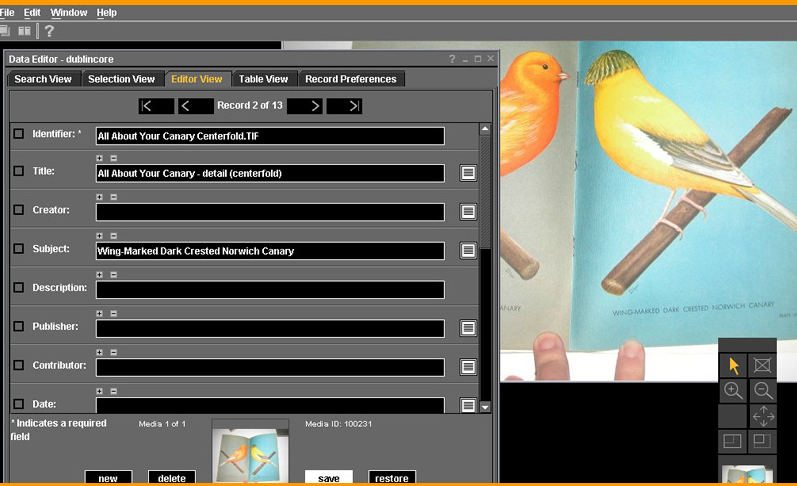 File Edit Window Help
?
Data Editor - dublincore
Search View Selection View Editor View Table View Record Preferences
Record 2 of 13
Identifier: * All About Your Canary Centerfold.TIF
Title: All About Your Canary - detail (centerfold)
Creator:
Subject: Wing-Marked Dark Crested Norwich Canary
Description:
Publisher:
Contributor:
Date:
* Indicates a required
field
Media 1 of 1
Media ID: 100231
new delete save restore
WING-MARKED DARK CRESTED NORWICH CANARY